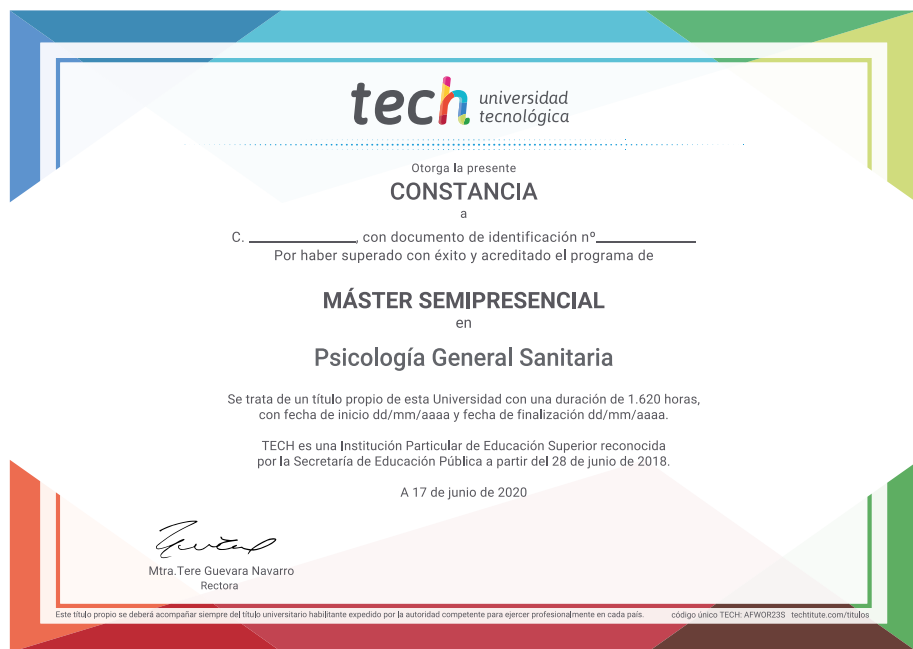 tech universidad
tecnológica
Otorga la presente
CONSTANCIA
a
C. ____________, con documento de identificación nº____________
Por haber superado con éxito y acreditado el programa de
MÁSTER SEMIPRESENCIAL
en
Psicología General Sanitaria
Se trata de un título propio de esta Universidad con una duración de 1.620 horas,
con fecha de inicio dd/mm/aaaa y fecha de finalización dd/mm/aaaa.
TECH es una Institución Particular de Educación Superior reconocida
por la Secretaría de Educación Pública a partir del 28 de junio de 2018.
A 17 de junio de 2020
Mtra.Tere Guevara Navarro
Rectora
Este título propio se deberá acompañar siempre del título universitario habilitante expedido por la autoridad competente para ejercer profesionalmente en cada país. código único TECH: AFWOR23S techtitute.com/titulos